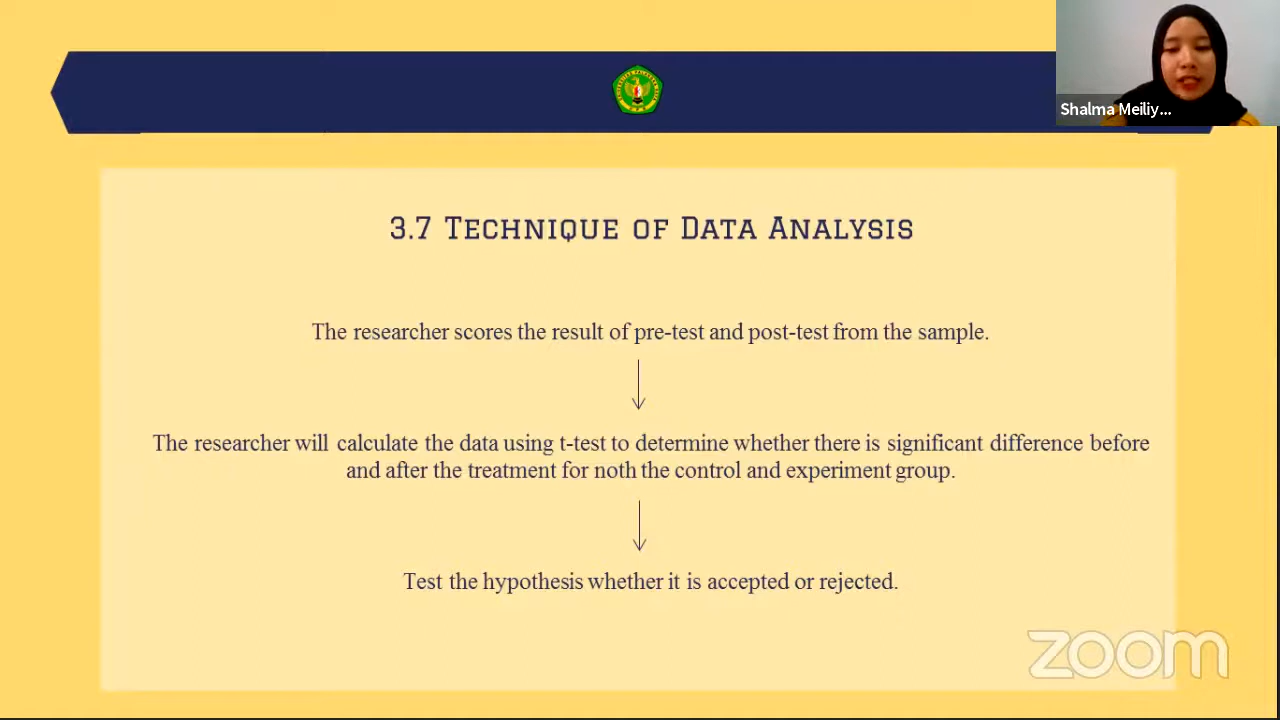 Shalma Meiliy...
3.7 Technique of Data Analysis
The researcher scores the result of pre-test and post-test from the sample.
The researcher will calculate the data using t-test to determine whether there is significant difference before
and after the treatment for noth the control and experiment group.
Test the hypothesis whether it is accepted or rejected.
zoom